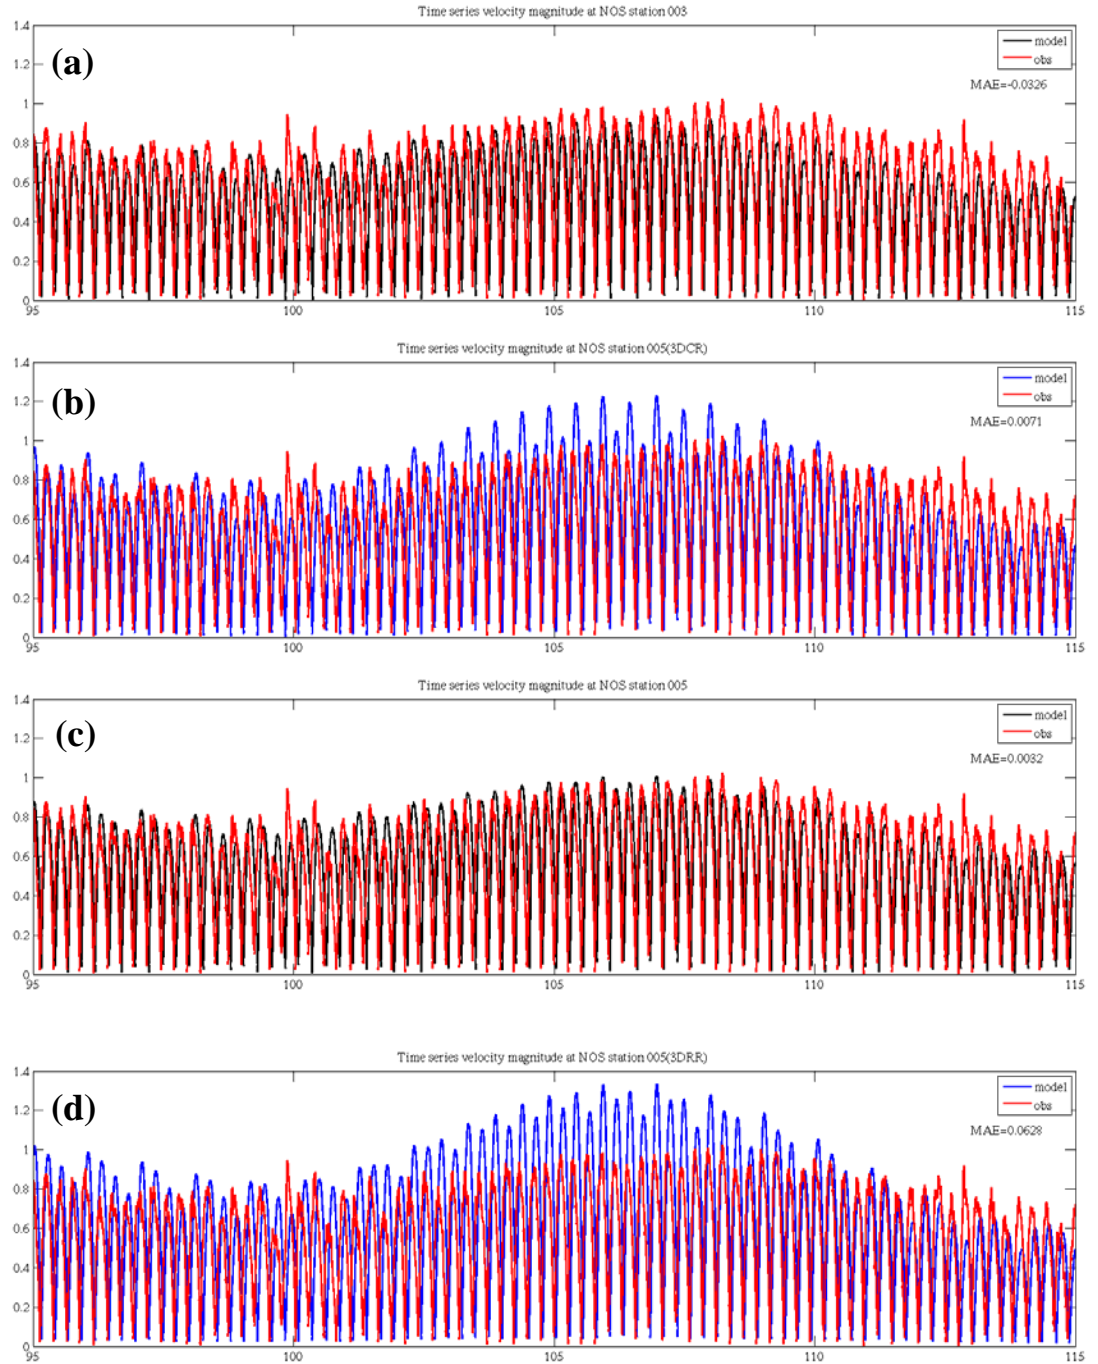 Time series velocity magnitude at NOS station 003
1.4
1.2
1
0.8
0.6
0.4
0.2
0
(a)
model
obs
MAE=-0.0326
95
100
105
110
115
Time series velocity magnitude at NOS station 005(3DCR)
1.4
1.2
1
0.8
0.6
0.4
0.2
0
(b)
model
obs
MAE=0.0071
95
100
105
110
115
Time series velocity magnitude at NOS station 005
1.4
1.2
1
0.8
0.6
0.4
0.2
0
(c)
model
obs
MAE=0.0032
95
100
105
110
115
Time series velocity magnitude at NOS station 005(3DRR)
1.4
1.2
1
0.8
0.6
0.4
0.2
0
(d)
model
obs
MAE=0.0628
95
100
105
110
115